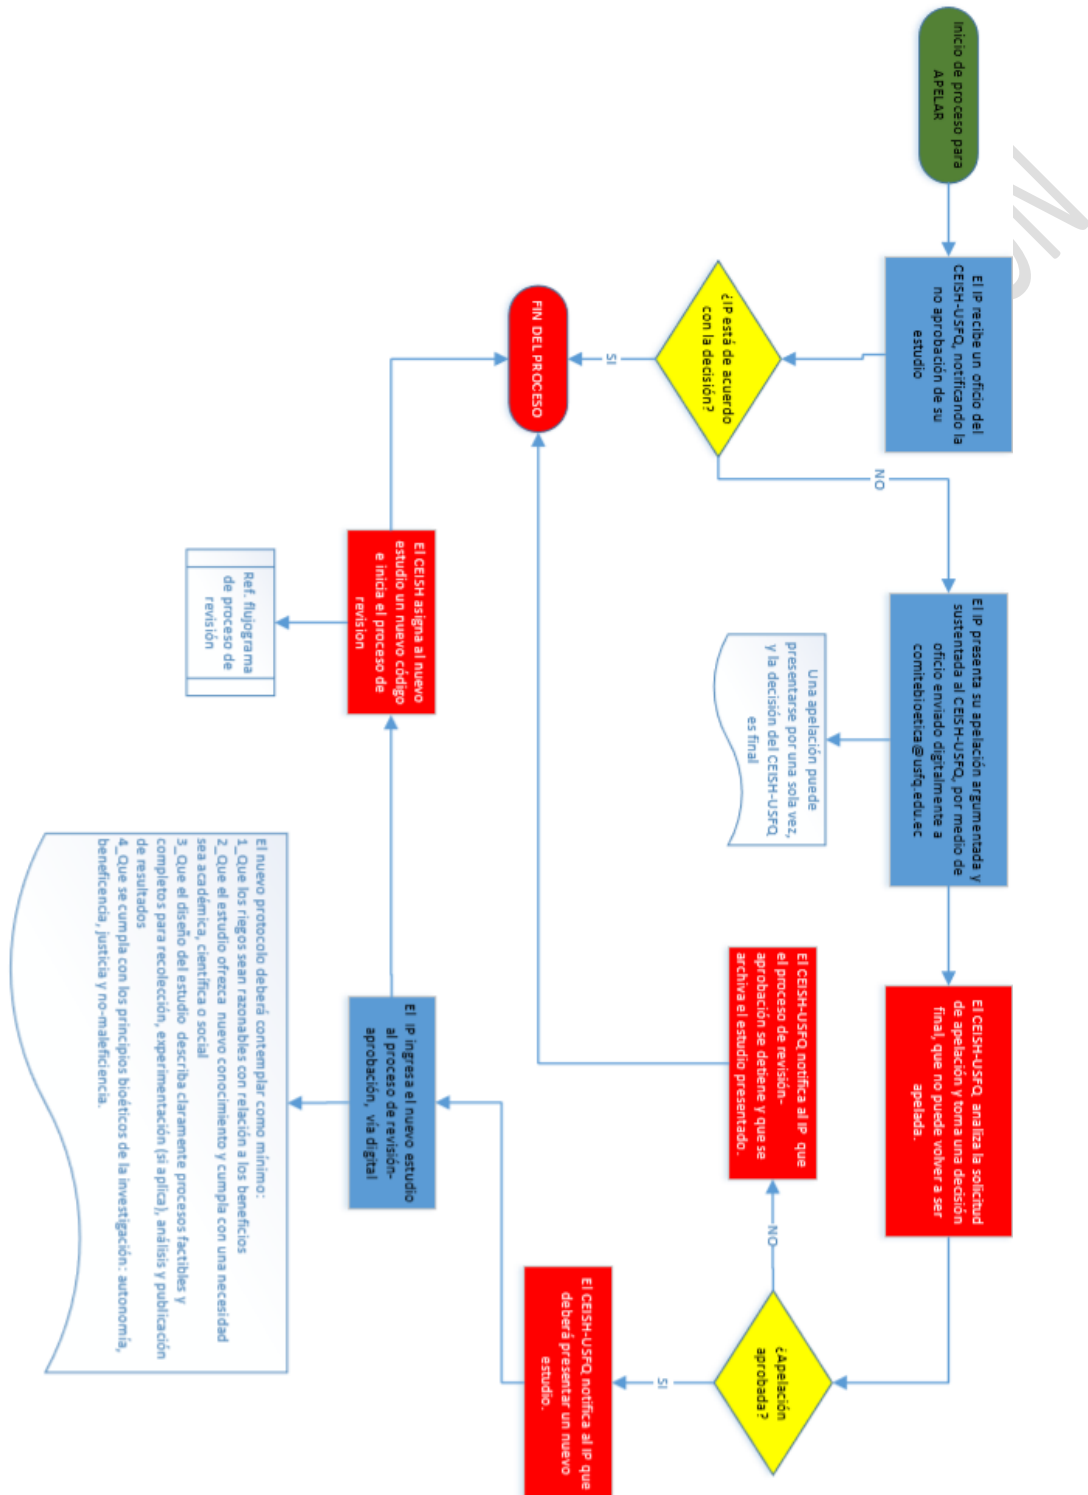 Inicio de proceso para
APELAR
El IP recibe un oficio del
CEISH-USFQ, notificando la
no aprobación de su
estudio
¿IP está de acuerdo
con la decisión?
SI
NO
FIN DEL PROCESO
El IP presenta su apelación argumentada y
sustentada al CEISH-USFQ, por medio de
oficio enviado digitalmente a
comitebioetica@usfq.edu.ec
Una apelación puede
presentarse por una sola vez,
y la decisión del CEISH-USFQ
es final
El CEISH-USFQ analiza la solicitud
de apelación y toma una decisión
final, que no puede volver a ser
apelada.
¿Apelación
aprobada?
NO
SI
El CEISH-USFQ notifica al IP que
el proceso de revisión-
aprobación se detiene y que se
archiva el estudio presentado.
El CEISH-USFQ notifica al IP que
deberá presentar un nuevo
estudio.
El IP ingresa el nuevo estudio
al proceso de revisión-
aprobación, vía digital
El nuevo protocolo deberá contemplar como mínimo:
1_Que los riegos sean razonables con relación a los beneficios
2_Que el estudio ofrezca nuevo conocimiento y cumpla con una necesidad
sea académica, científica o social
3_Que el diseño del estudio describa claramente procesos factibles y
completos para recolección, experimentación (si aplica), análisis y publicación
de resultados
4_Que se cumpla con los principios bioéticos de la investigación: autonomía,
beneficencia, justicia y no-maleficiencia.
El CEISH asigna al nuevo
estudio un nuevo código
e inicia el proceso de
revision
Ref. flujograma
de proceso de
revisión